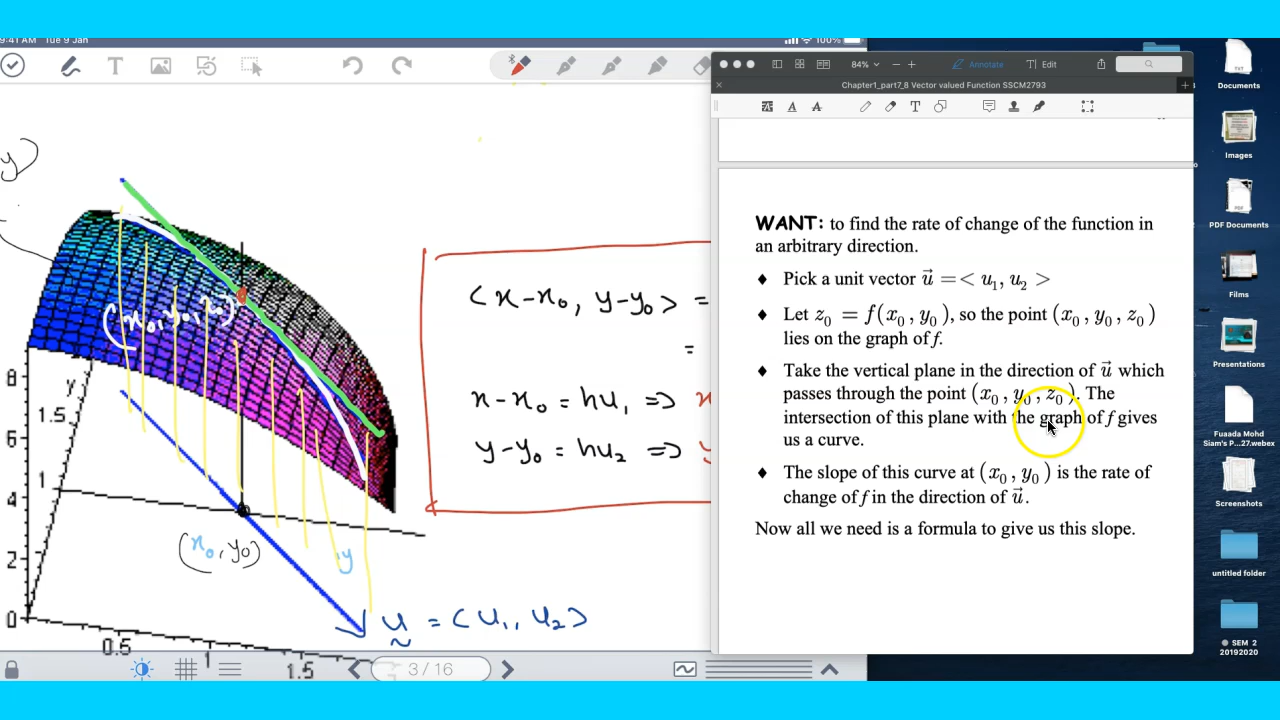 9:41 AM Tue 9 Jan
100%
y)
(x₀, y₀, z₀)
8
6
4
2
0
y
1.5
1
0.5
1
1.5
(x₀, y₀)
y
u = ⟨u₁, u₂⟩
⟨x-x₀, y-y₀⟩ =
=
x-x₀ = hu₁ ⇒ x
y-y₀ = hu₂ ⇒ y
3 / 16
84%
Annotate
Edit
Chapter1_part7_8 Vector valued Function SSCM2793
WANT: to find the rate of change of the function in
an arbitrary direction.
♦ Pick a unit vector u⃗ =< u₁, u₂ >
♦ Let z₀ = f(x₀, y₀), so the point (x₀, y₀, z₀)
lies on the graph of f.
♦ Take the vertical plane in the direction of u⃗ which
passes through the point (x₀, y₀, z₀). The
intersection of this plane with the graph of f gives
us a curve.
♦ The slope of this curve at (x₀, y₀) is the rate of
change of f in the direction of u⃗.
Now all we need is a formula to give us this slope.
TXT
Documents
Images
PDF Documents
Films
Presentations
Fuaada Mohd
Siam's P...27.webex
Screenshots
untitled folder
SEM 2
20192020